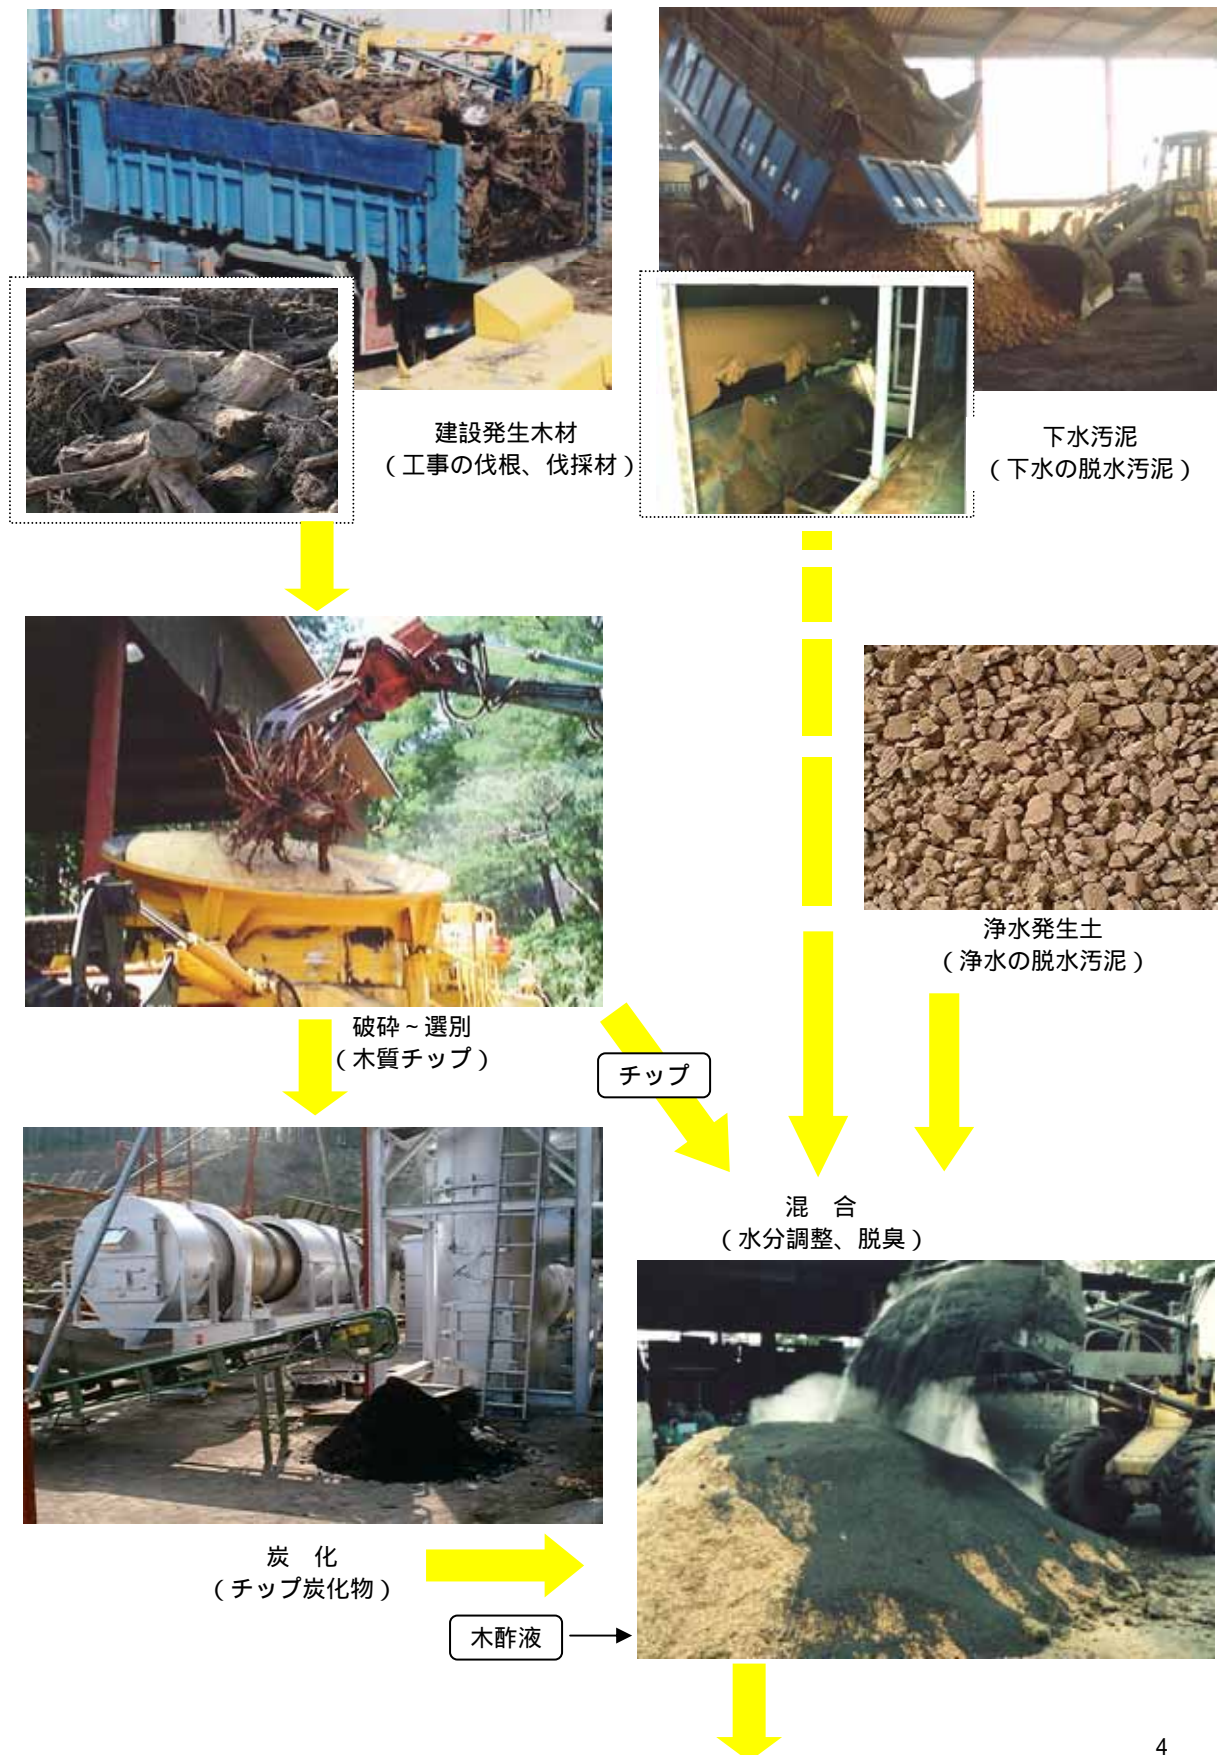 建設発生木材
（工事の伐根、伐採材）
下水汚泥
（下水の脱水汚泥）
浄水発生土
（浄水の脱水汚泥）
破砕～選別
（木質チップ）
チップ
混　合
（水分調整、脱臭）
炭　化
（チップ炭化物）
木酢液
4